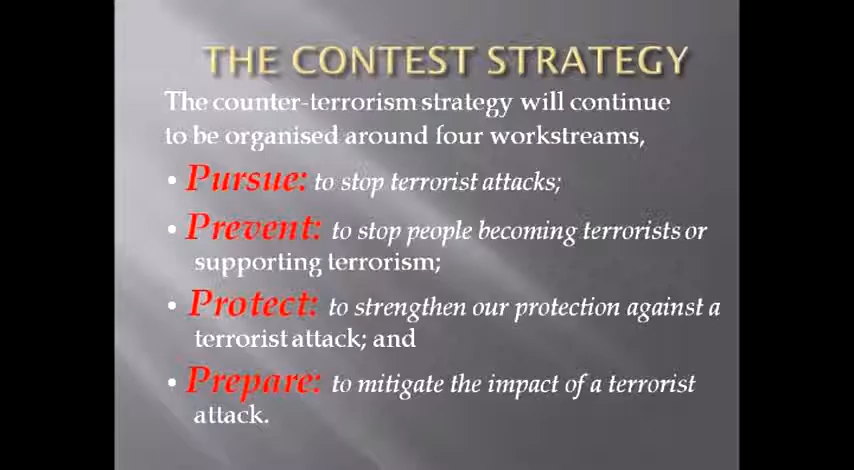 THE CONTEST STRATEGY
The counter-terrorism strategy will continue
to be organised around four workstreams,
• Pursue: to stop terrorist attacks;
• Prevent: to stop people becoming terrorists or
supporting terrorism;
• Protect: to strengthen our protection against a
terrorist attack; and
• Prepare: to mitigate the impact of a terrorist
attack.